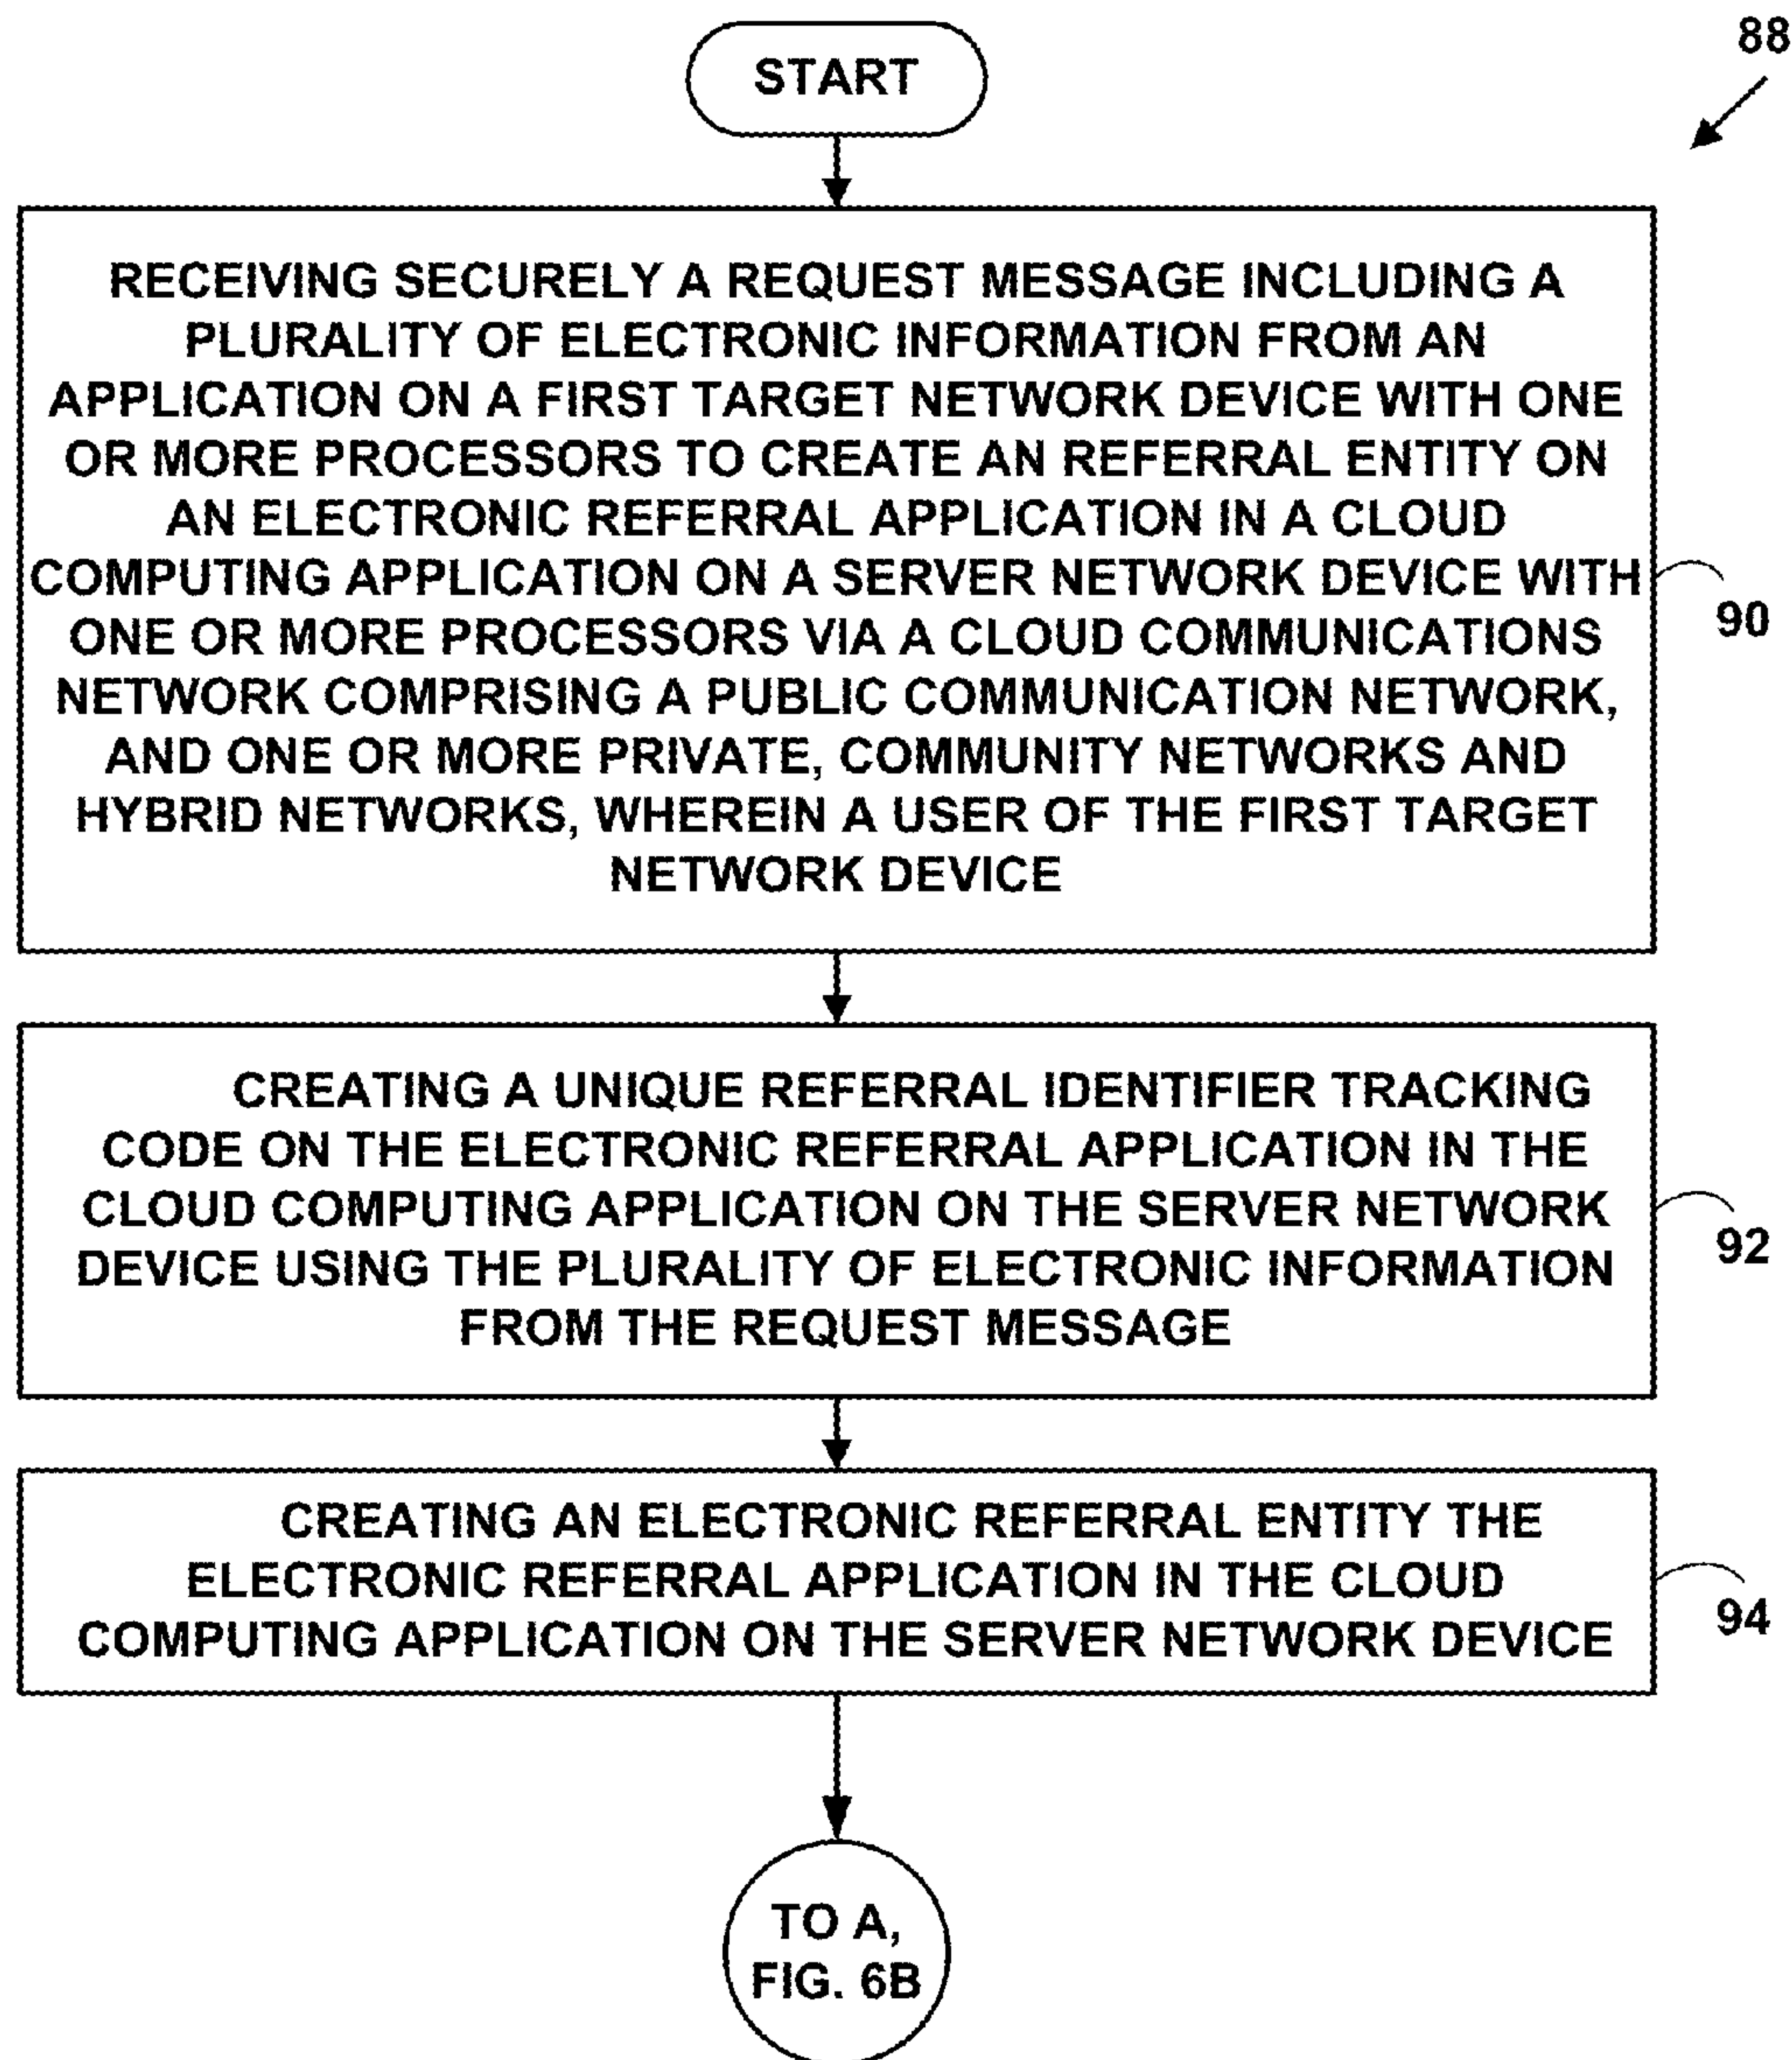 START
88
RECEIVING SECURELY A REQUEST MESSAGE INCLUDING A
PLURALITY OF ELECTRONIC INFORMATION FROM AN
APPLICATION ON A FIRST TARGET NETWORK DEVICE WITH ONE
OR MORE PROCESSORS TO CREATE AN REFERRAL ENTITY ON
AN ELECTRONIC REFERRAL APPLICATION IN A CLOUD
COMPUTING APPLICATION ON A SERVER NETWORK DEVICE WITH
ONE OR MORE PROCESSORS VIA A CLOUD COMMUNICATIONS
NETWORK COMPRISING A PUBLIC COMMUNICATION NETWORK,
AND ONE OR MORE PRIVATE, COMMUNITY NETWORKS AND
HYBRID NETWORKS, WHEREIN A USER OF THE FIRST TARGET
NETWORK DEVICE
90
CREATING A UNIQUE REFERRAL IDENTIFIER TRACKING
CODE ON THE ELECTRONIC REFERRAL APPLICATION IN THE
CLOUD COMPUTING APPLICATION ON THE SERVER NETWORK
DEVICE USING THE PLURALITY OF ELECTRONIC INFORMATION
FROM THE REQUEST MESSAGE
92
CREATING AN ELECTRONIC REFERRAL ENTITY THE
ELECTRONIC REFERRAL APPLICATION IN THE CLOUD
COMPUTING APPLICATION ON THE SERVER NETWORK DEVICE
94
TO A,
FIG. 6B